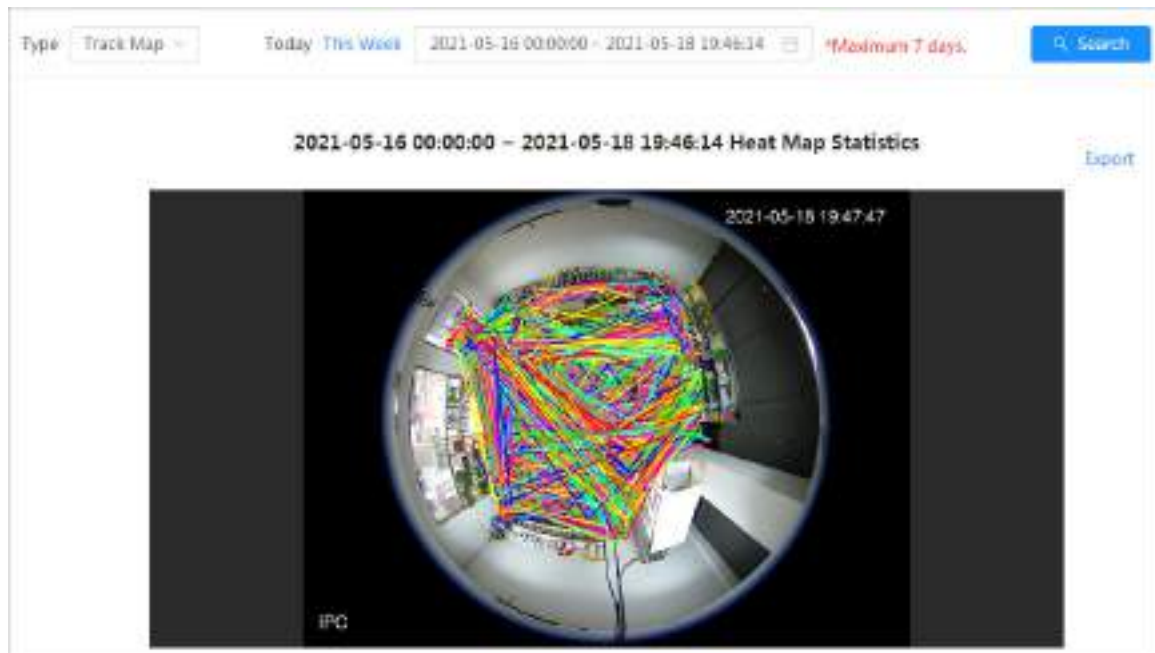 Type Track Map Today This Week 2021-05-16 00:00:00 - 2021-05-18 19:46:14 *Maximum 7 days. Search
2021-05-16 00:00:00 - 2021-05-18 19:46:14 Heat Map Statistics
Export
2021-05-18 19:47:47
IPC